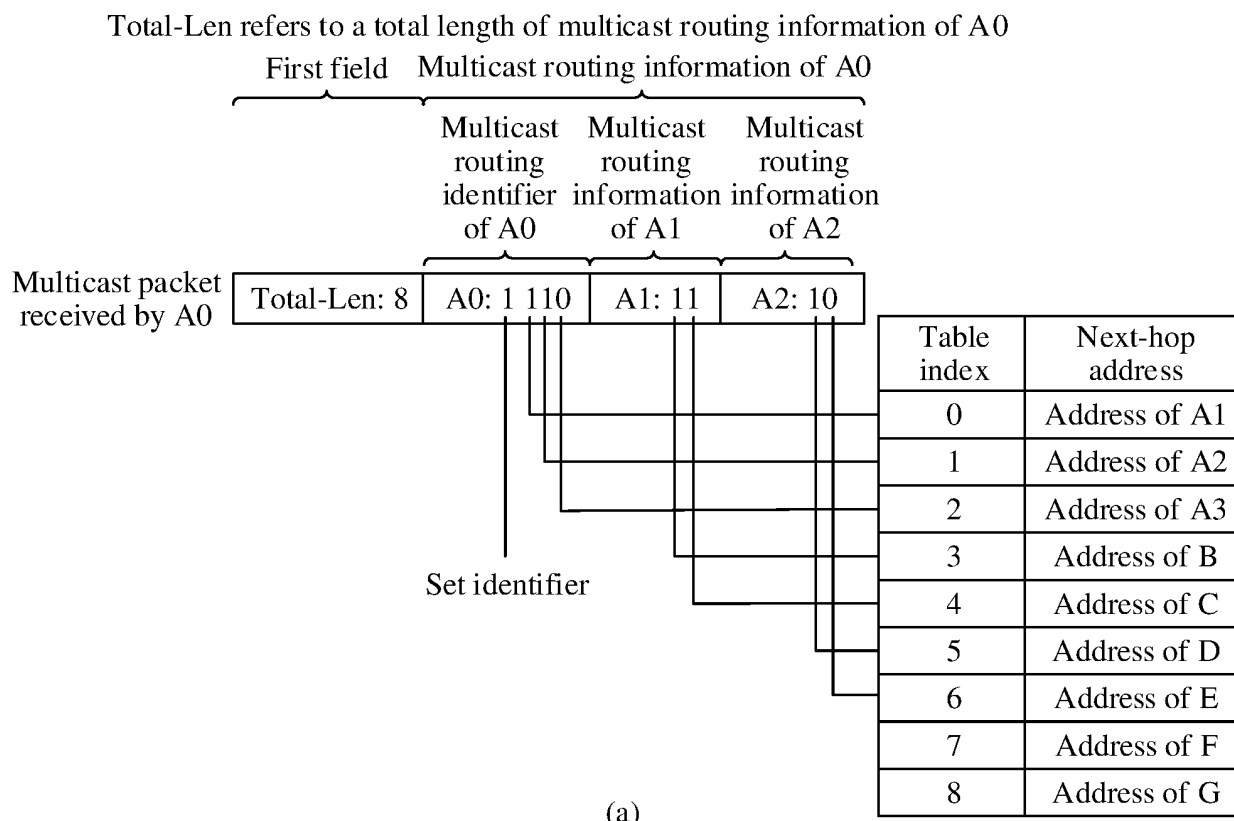 Total-Len refers to a total length of multicast routing information of A0
First field
Multicast routing information of A0
Multicast
routing
identifier
of A0
Multicast
routing
information
of A1
Multicast
routing
information
of A2
Multicast packet
received by A0
Total-Len: 8
A0: 1 110
A1: 11
A2: 10
Set identifier
Table
index
Next-hop
address
0 Address of A1
1 Address of A2
2 Address of A3
3 Address of B
4 Address of C
5 Address of D
6 Address of E
7 Address of F
8 Address of G
(a)